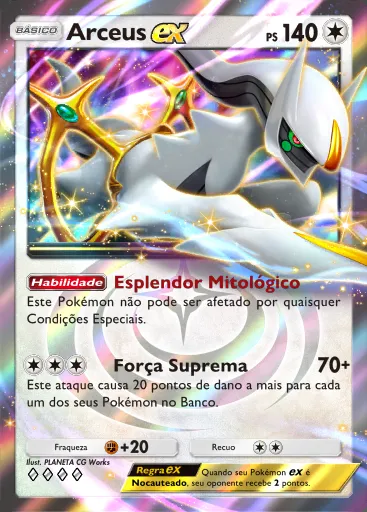 BÁSICO Arceus ex PS 140
Habilidade Esplendor Mitológico
Este Pokémon não pode ser afetado por quaisquer
Condições Especiais.
Força Suprema 70+
Este ataque causa 20 pontos de dano a mais para cada
um dos seus Pokémon no Banco.
Fraqueza +20 Recuo
Ilust. PLANETA CG Works
Regra ex Quando seu Pokémon ex é
Nocauteado, seu oponente recebe 2 pontos.